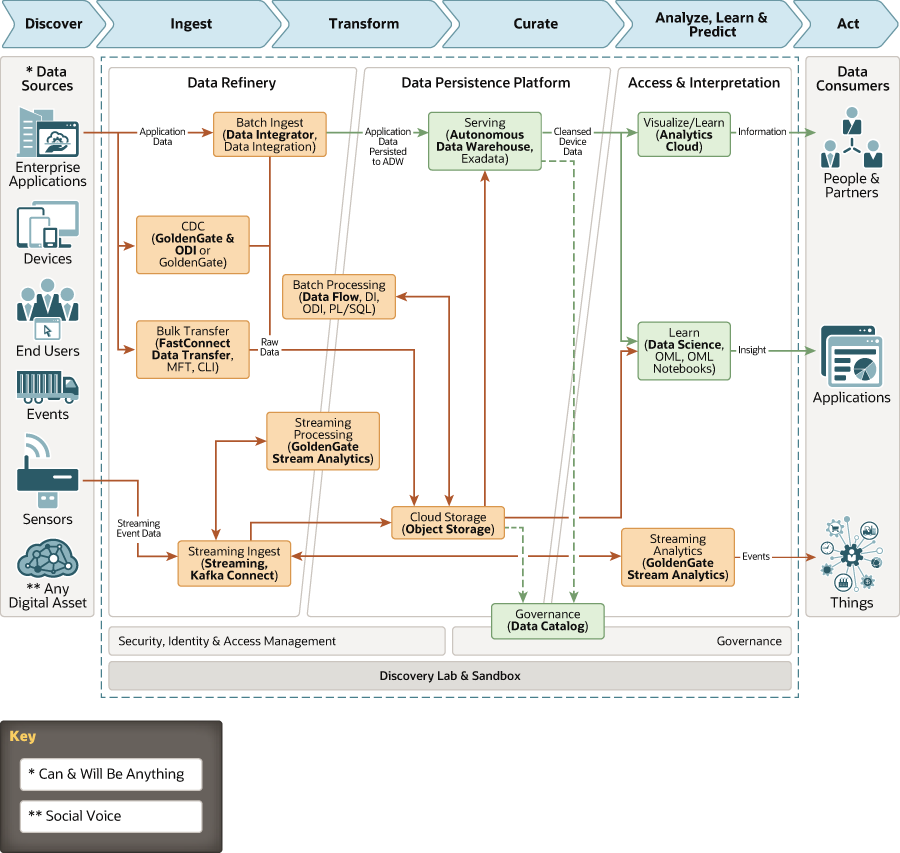 Discover
Ingest
Transform
Curate
Analyze, Learn &
Predict
Act
* Data
Sources
Enterprise
Applications
Devices
End Users
Events
Sensors
** Any
Digital Asset
Data Refinery
Data Persistence Platform
Access & Interpretation
Data
Consumers
Application
Data
Batch Ingest
(Data Integrator,
Data Integration)
Application
Data
Persisted
to ADW
Serving
(Autonomous
Data Warehouse,
Exadata)
Cleansed
Device
Data
Visualize/Learn
(Analytics
Cloud)
Information
People &
Partners
CDC
(GoldenGate &
ODI or
GoldenGate)
Batch Processing
(Data Flow, DI,
ODI, PL/SQL)
Bulk Transfer
(FastConnect
Data Transfer,
MFT, CLI)
Raw
Data
Learn
(Data Science,
OML, OML
Notebooks)
Insight
Applications
Streaming
Processing
(GoldenGate
Stream Analytics)
Streaming
Event Data
Cloud Storage
(Object Storage)
Streaming Ingest
(Streaming,
Kafka Connect)
Streaming
Analytics
(GoldenGate
Stream Analytics)
Events
Things
Governance
(Data Catalog)
Security, Identity & Access Management
Governance
Discovery Lab & Sandbox
Key
* Can & Will Be Anything
** Social Voice